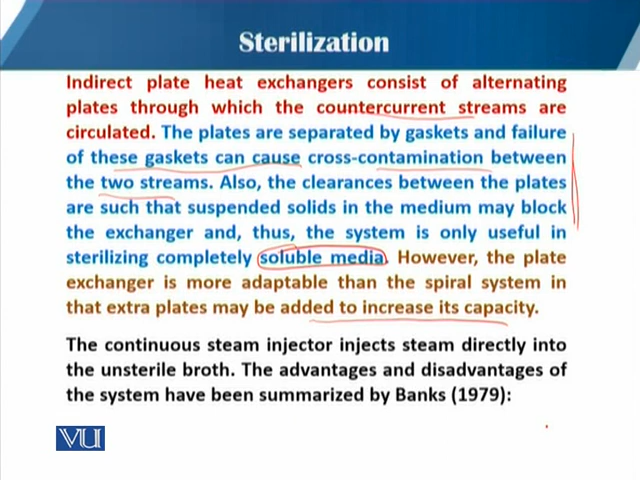 Sterilization
Indirect plate heat exchangers consist of alternating
plates through which the countercurrent streams are
circulated. The plates are separated by gaskets and failure
of these gaskets can cause cross-contamination between
the two streams. Also, the clearances between the plates
are such that suspended solids in the medium may block
the exchanger and, thus, the system is only useful in
sterilizing completely soluble media. However, the plate
exchanger is more adaptable than the spiral system in
that extra plates may be added to increase its capacity.
The continuous steam injector injects steam directly into
the unsterile broth. The advantages and disadvantages of
the system have been summarized by Banks (1979):
VU